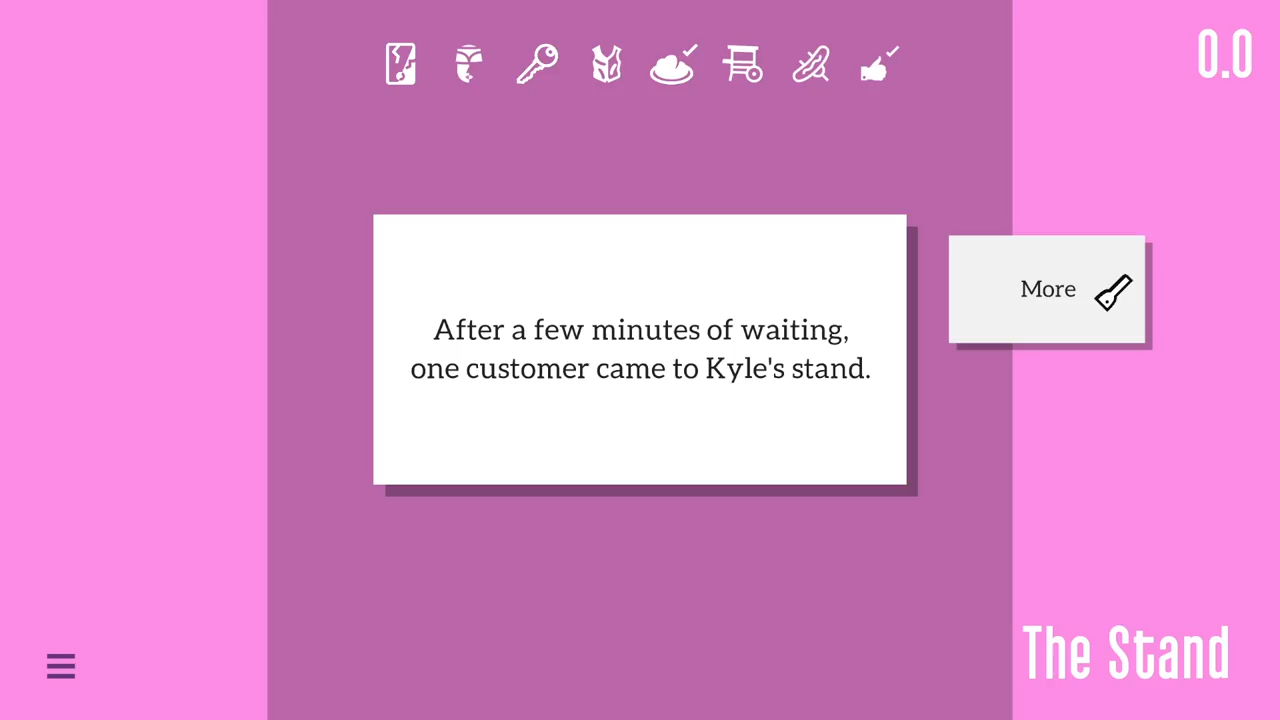 0.0
After a few minutes of waiting,
one customer came to Kyle's stand.
More
The Stand